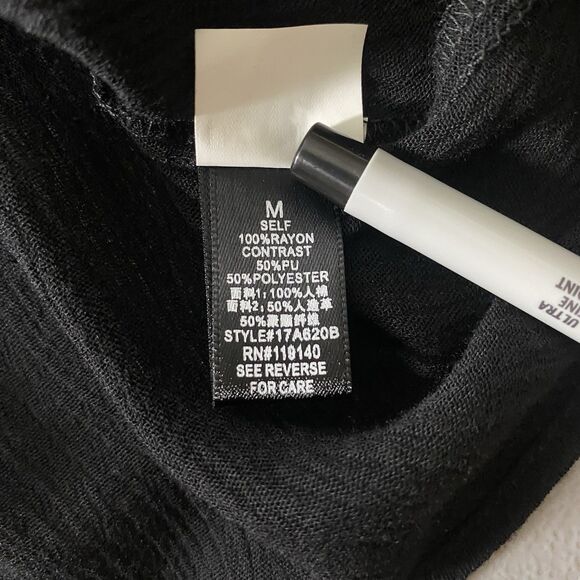 M
SELF
100%RAYON
CONTRAST
50%PU
50%POLYESTER
面料1:100%人棉
面料2:50%人造革
50%聚酯纤维
STYLE#17A620B
RN#119140
SEE REVERSE
FOR CARE
ULTRA
FINE
POINT